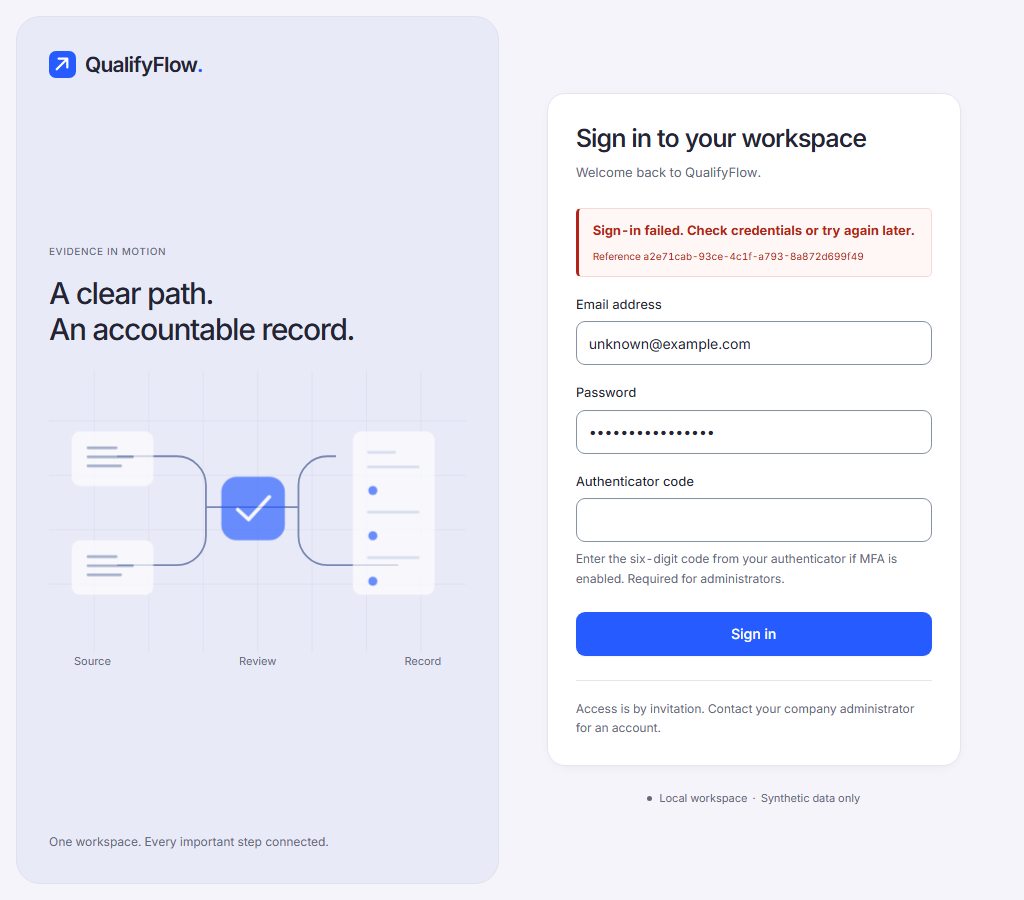 QualifyFlow.
EVIDENCE IN MOTION
A clear path.
An accountable record.
Source
Review
Record
One workspace. Every important step connected.
Sign in to your workspace
Welcome back to QualifyFlow.
Sign-in failed. Check credentials or try again later.
Reference a2e71cab-93ce-4c1f-a793-8a872d699f49
Email address
unknown@example.com
Password
••••••••••••••••
Authenticator code
Enter the six-digit code from your authenticator if MFA is
enabled. Required for administrators.
Sign in
Access is by invitation. Contact your company administrator
for an account.
Local workspace · Synthetic data only